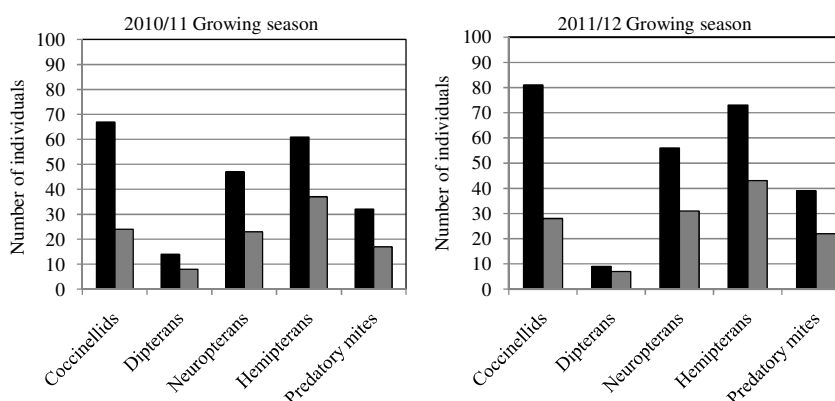 2010/11 Growing season
Number of individuals
100
90
80
70
60
50
40
30
20
10
0
Coccinellids
Dipterans
Neuropterans
Hemipterans
Predatory mites
2011/12 Growing season
Number of individuals
100
90
80
70
60
50
40
30
20
10
0
Coccinellids
Dipterans
Neuropterans
Hemipterans
Predatory mites